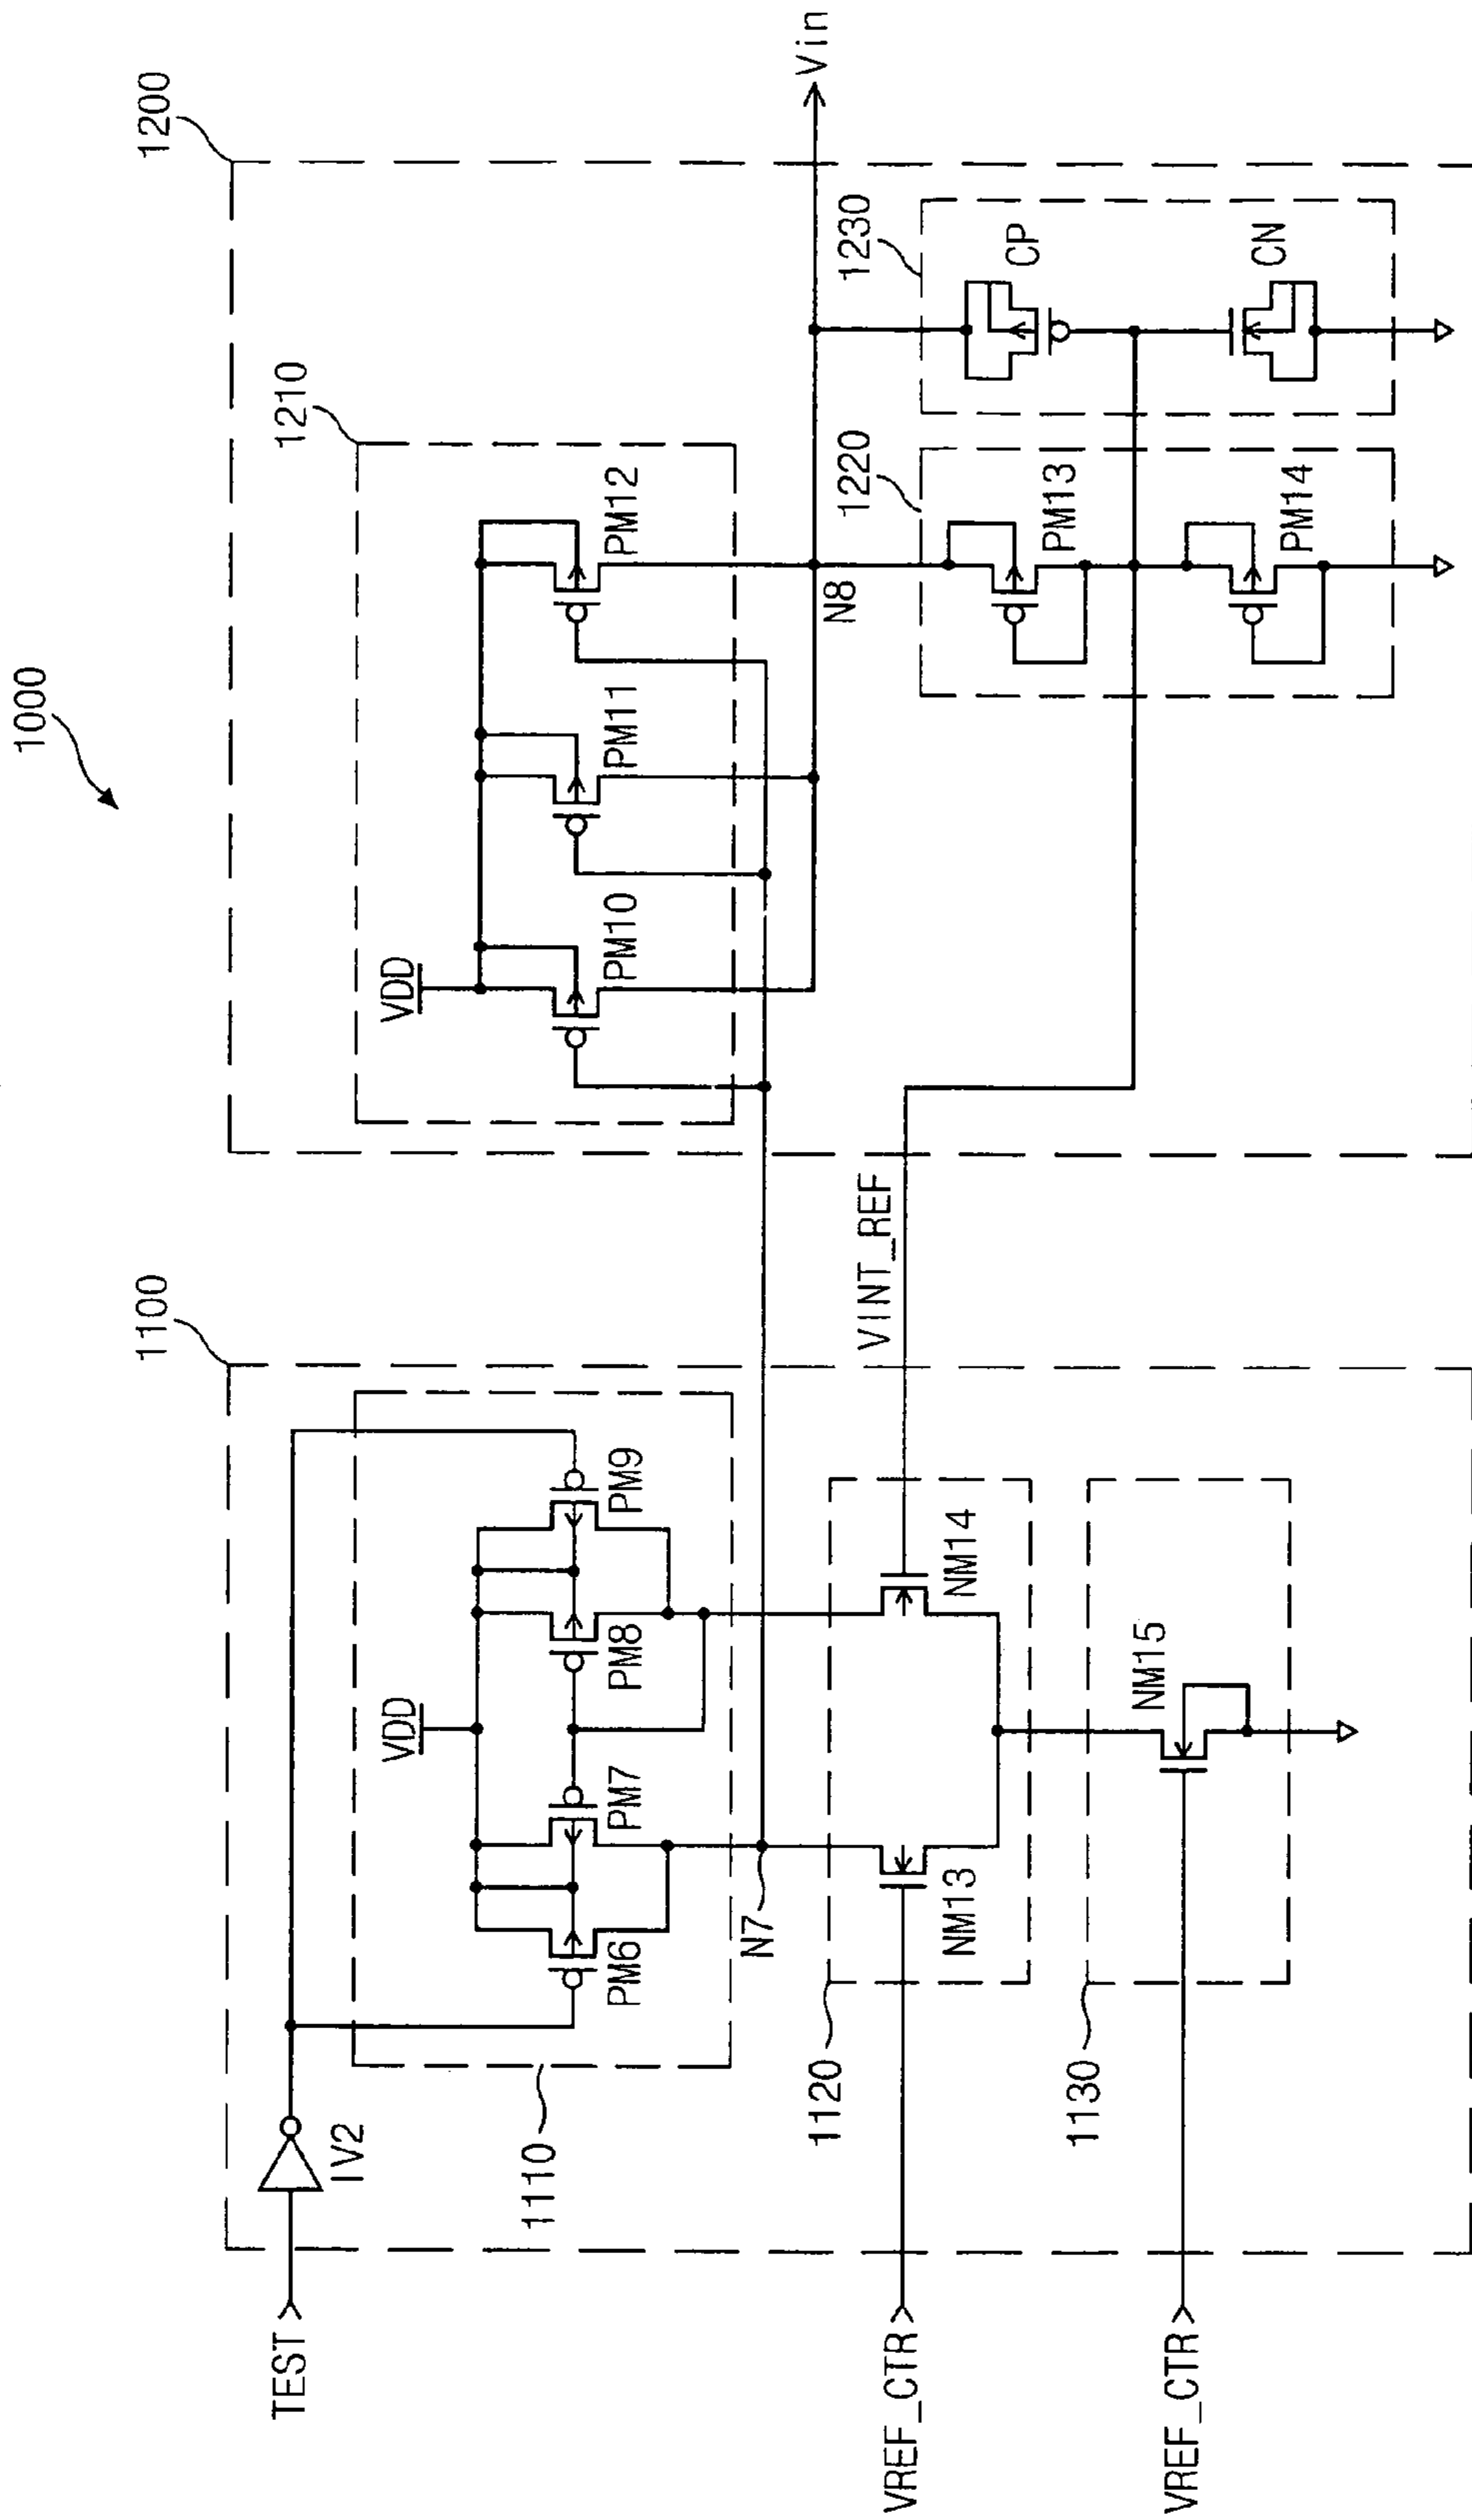 1000
1100
1200
TEST
IV2
1110
VDD
PM6
PM7
PM8
PM9
N7
1210
VDD
PM10
PM11
PM12
N8
Vin
VINT_REF
1120
VREF_CTR
NM13
NM14
1130
VREF_CTR
NM15
1220
PM13
PM14
1230
CP
CN